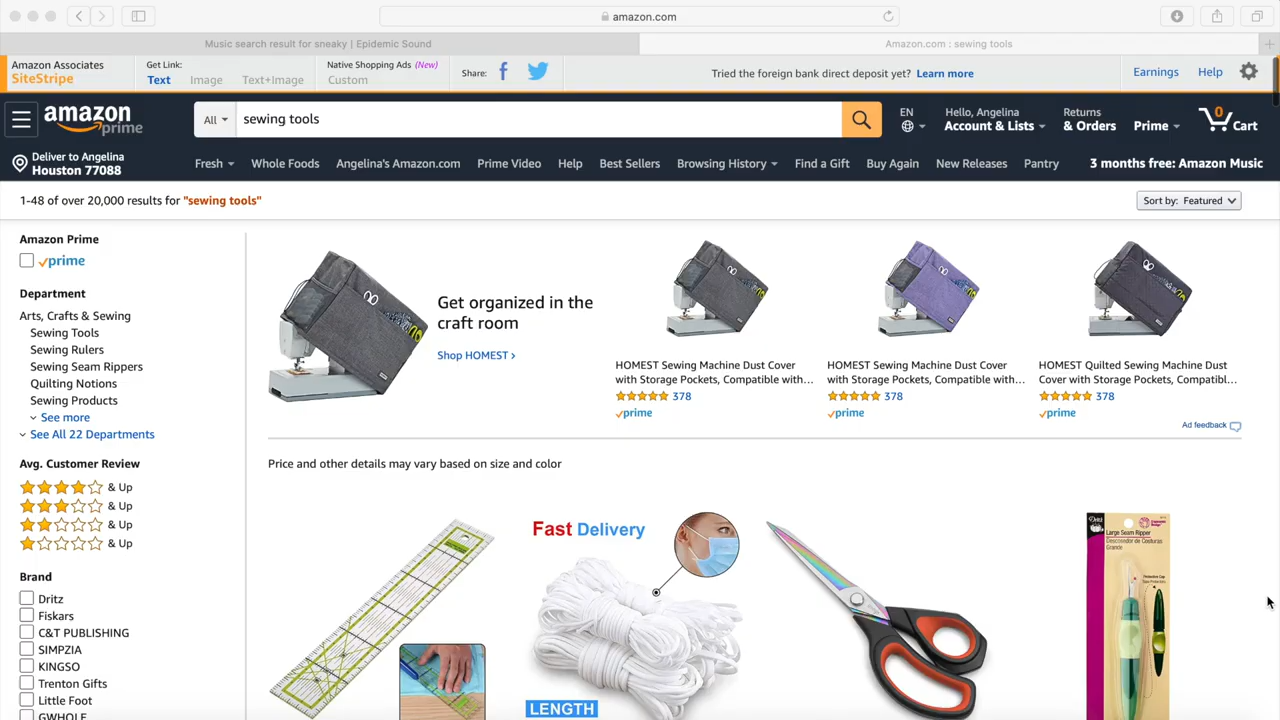 amazon.com
Music search result for sneaky | Epidemic Sound
Amazon.com : sewing tools
Amazon Associates
SiteStripe
Get Link:
Text
Image
Text+Image
Native Shopping Ads (New)
Custom
Share:
Tried the foreign bank direct deposit yet? Learn more
Earnings
Help
amazon
prime
All
sewing tools
EN
Hello, Angelina
Account & Lists
Returns
& Orders
Prime
0
Cart
Deliver to Angelina
Houston 77088
Fresh
Whole Foods
Angelina's Amazon.com
Prime Video
Help
Best Sellers
Browsing History
Find a Gift
Buy Again
New Releases
Pantry
3 months free: Amazon Music
1-48 of over 20,000 results for "sewing tools"
Sort by: Featured
Amazon Prime
prime
Department
Arts, Crafts & Sewing
Sewing Tools
Sewing Rulers
Sewing Seam Rippers
Quilting Notions
Sewing Products
See more
See All 22 Departments
Avg. Customer Review
& Up
& Up
& Up
& Up
Brand
Dritz
Fiskars
C&T PUBLISHING
SIMPZIA
KINGSO
Trenton Gifts
Little Foot
GWHOLE
Get organized in the
craft room
Shop HOMEST ›
HOMEST Sewing Machine Dust Cover
with Storage Pockets, Compatible with...
378
prime
HOMEST Sewing Machine Dust Cover
with Storage Pockets, Compatible with...
378
prime
HOMEST Quilted Sewing Machine Dust
Cover with Storage Pockets, Compatibl...
378
prime
Ad feedback
Price and other details may vary based on size and color
Fast Delivery
LENGTH
Dritz
Large Seam Ripper
Descosedor de Costuras
Grande